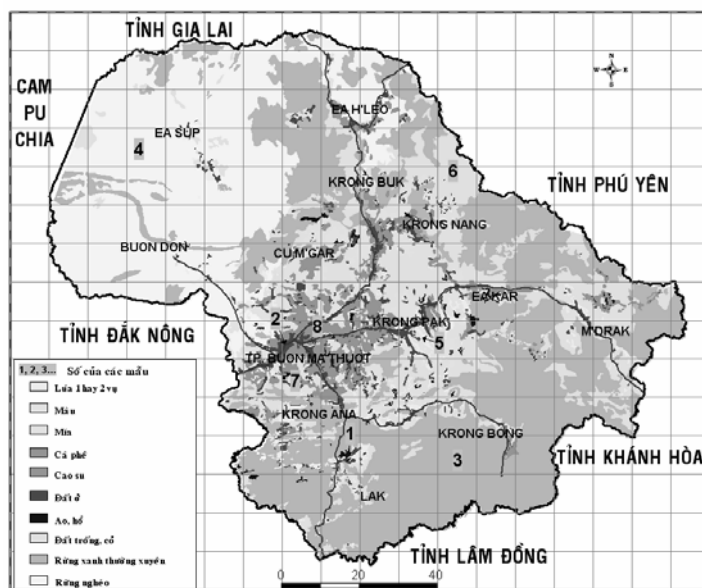 TỈNH GIA LAI
CAM
PU
CHIA
EA H'LEO
EA SUP
4
6
KRONG BUK
TỈNH PHÚ YÊN
KRONG NANG
BUON DON
CU M'GAR
EA KAR
2
8
KRONG PAK
M'DRAK
TỈNH ĐẮK NÔNG
5
TP. BUON MA THUOT
7
KRONG ANA
1
KRONG BONG
3
TỈNH KHÁNH HÒA
LAK
TỈNH LÂM ĐỒNG
1, 2, 3... Số của các mẫu
Lúa 1 hay 2 vụ
Màu
Mía
Cà phê
Cao su
Đất ở
Ao, hồ
Đất trống, cỏ
Rừng xanh thường xuyên
Rừng nghèo
0 20 40
N
W E
S